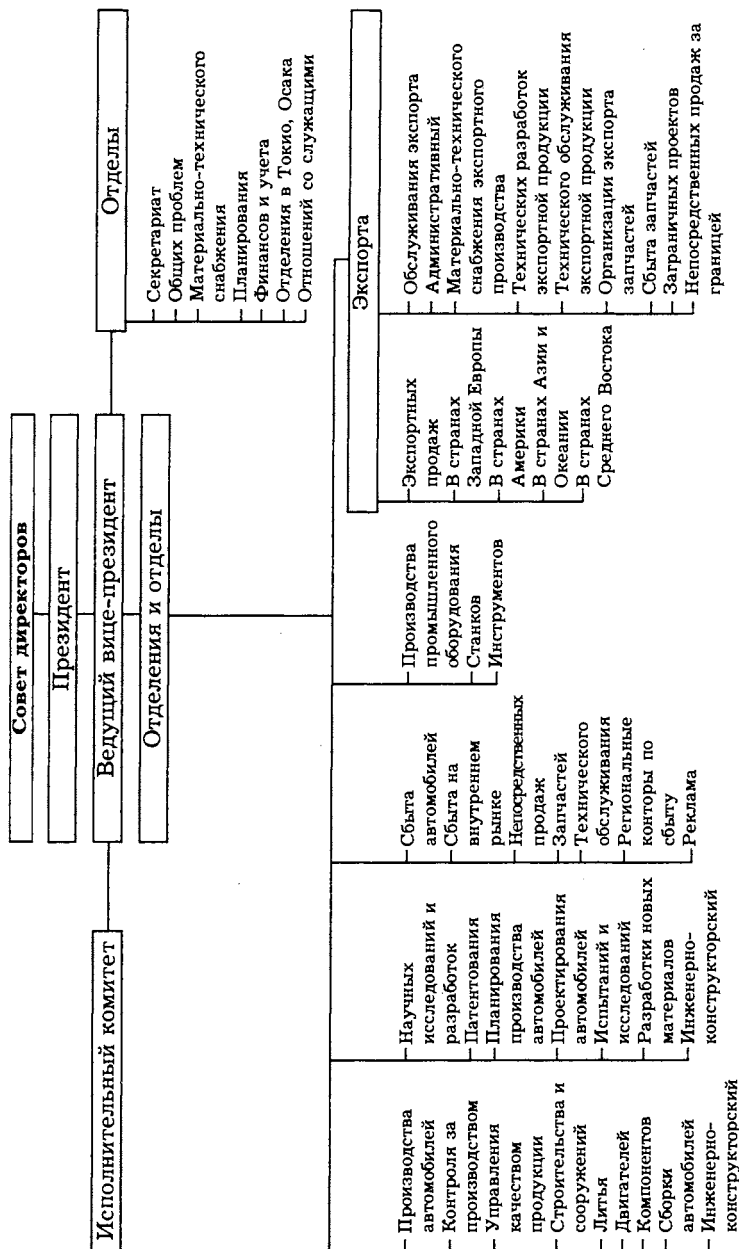 Совет директоров
Президент
Исполнительный комитет
Ведущий вице-президент
Отделы
Отделения и отделы
Секретариат
Общих проблем
Материально-технического
снабжения
Планирования
Финансов и учета
Отделения в Токио, Осака
Отношений со служащими
Производства
автомобилей
Контроля за
производством
Управления
качеством
продукции
Строительства и
сооружений
Литья
Двигателей
Компонентов
Сборки
автомобилей
Инженерно-
конструкторский
Научных
исследований и
разработок
Патентования
Планирования
производства
автомобилей
Проектирования
автомобилей
Испытаний и
исследований
Разработки новых
материалов
Инженерно-
конструкторский
Сбыта
автомобилей
Сбыта на
внутреннем
рынке
Непосредственных
продаж
Запчастей
Технического
обслуживания
Региональные
конторы по
сбыту
Реклама
Производства
промышленного
оборудования
Станков
Инструментов
Экспорта
Экспортных
продаж
В странах
Западной Европы
В странах
Америки
В странах Азии и
Океании
В странах
Среднего Востока
Обслуживания экспорта
Административный
Материально-технического
снабжения экспортного
производства
Технических разработок
экспортной продукции
Технического обслуживания
экспортной продукции
Организации экспорта
запчастей
Сбыта запчастей
Заграничных проектов
Непосредственных продаж за
границей